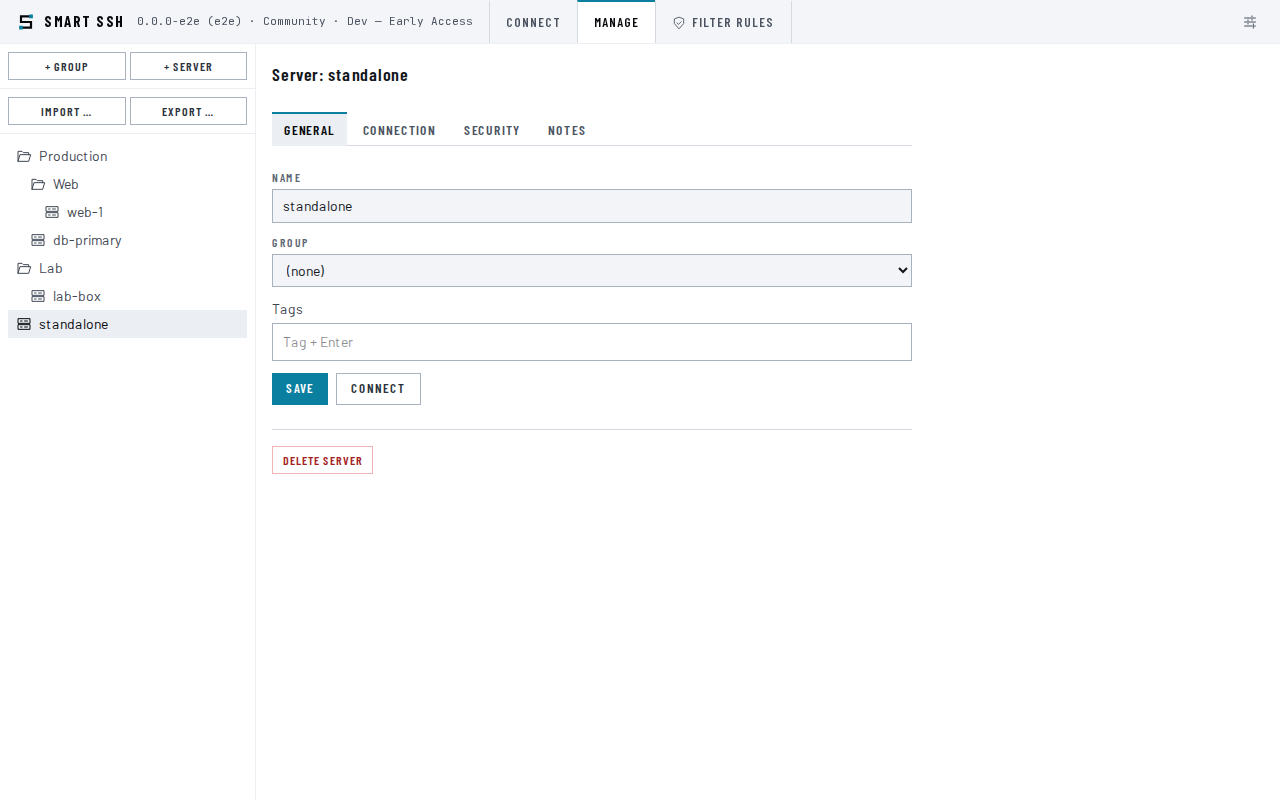 SMART SSH 0.0.0-e2e (e2e) · Community · Dev — Early Access CONNECT MANAGE FILTER RULES
+ GROUP + SERVER
IMPORT ... EXPORT ...
Production
Web
web-1
db-primary
Lab
lab-box
standalone
Server: standalone
GENERAL CONNECTION SECURITY NOTES
NAME
standalone
GROUP
(none)
Tags
Tag + Enter
SAVE CONNECT
DELETE SERVER